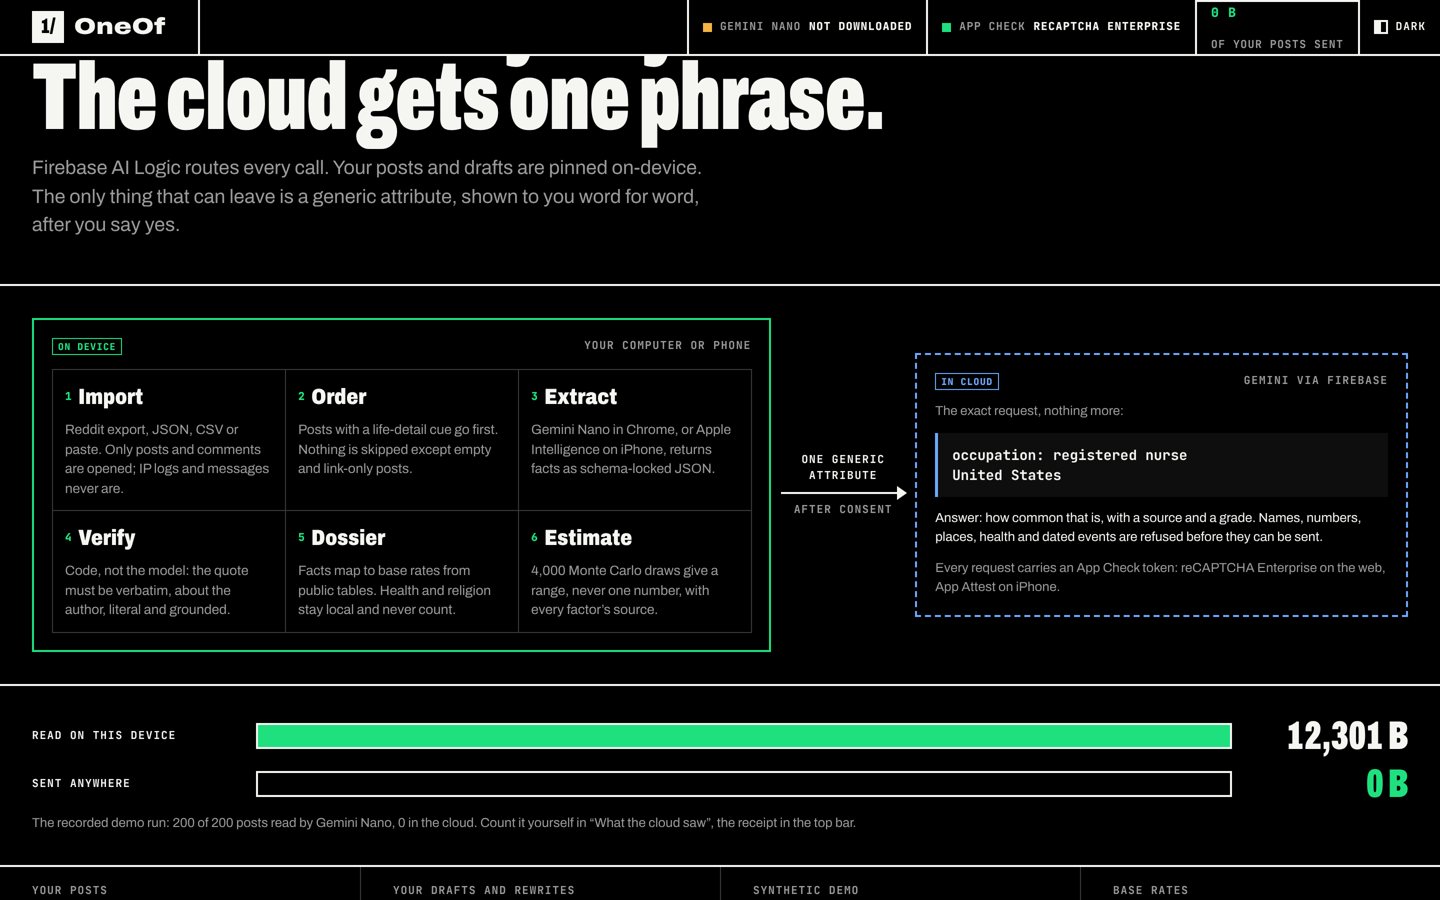 1/ OneOf
GEMINI NANO NOT DOWNLOADED
APP CHECK RECAPTCHA ENTERPRISE
0 B
OF YOUR POSTS SENT
DARK
The cloud gets one phrase.
Firebase AI Logic routes every call. Your posts and drafts are pinned on-device.
The only thing that can leave is a generic attribute, shown to you word for word,
after you say yes.
ON DEVICE
YOUR COMPUTER OR PHONE
1 Import
Reddit export, JSON, CSV or
paste. Only posts and comments
are opened; IP logs and messages
never are.
2 Order
Posts with a life-detail cue go first.
Nothing is skipped except empty
and link-only posts.
3 Extract
Gemini Nano in Chrome, or Apple
Intelligence on iPhone, returns
facts as schema-locked JSON.
4 Verify
Code, not the model: the quote
must be verbatim, about the
author, literal and grounded.
5 Dossier
Facts map to base rates from
public tables. Health and religion
stay local and never count.
6 Estimate
4,000 Monte Carlo draws give a
range, never one number, with
every factor's source.
ONE GENERIC
ATTRIBUTE
AFTER CONSENT
IN CLOUD
GEMINI VIA FIREBASE
The exact request, nothing more:
occupation: registered nurse
United States
Answer: how common that is, with a source and a grade. Names, numbers,
places, health and dated events are refused before they can be sent.
Every request carries an App Check token: reCAPTCHA Enterprise on the web,
App Attest on iPhone.
READ ON THIS DEVICE
12,301 B
SENT ANYWHERE
0 B
The recorded demo run: 200 of 200 posts read by Gemini Nano, 0 in the cloud. Count it yourself in “What the cloud saw”, the receipt in the top bar.
YOUR POSTS
YOUR DRAFTS AND REWRITES
SYNTHETIC DEMO
BASE RATES